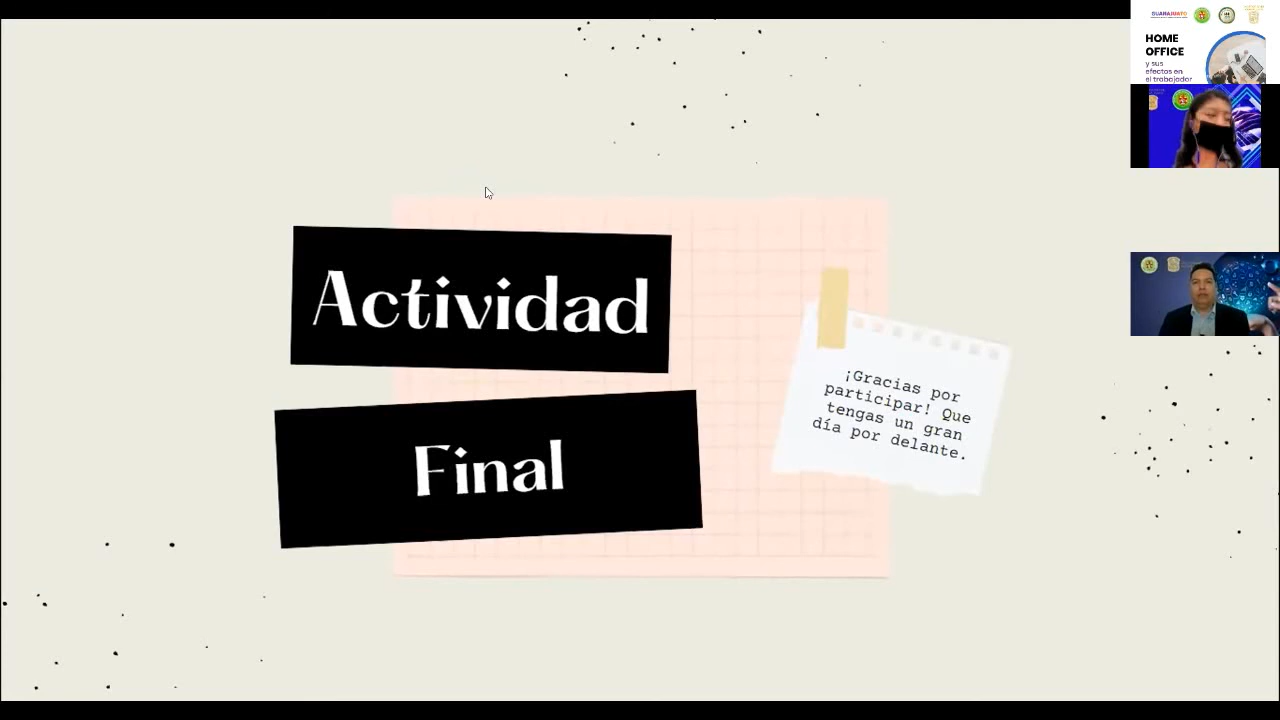 Actividad
Final
¡Gracias por
participar! Que
tengas un gran
día por delante.
GUANAJUATO
HOME
OFFICE
y sus
efectos en
el trabajador